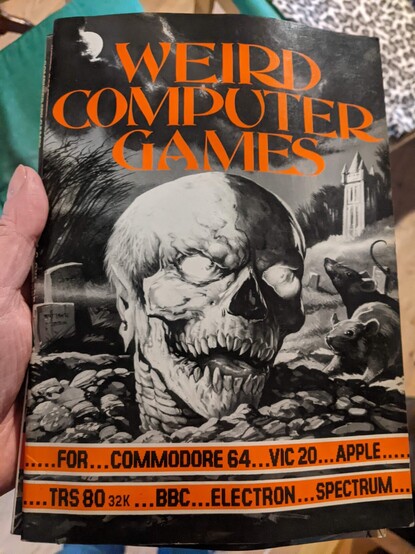 WEIRD
COMPUTER
GAMES
.....FOR...COMMODORE 64...VIC 20...APPLE.....
.....TRS 80 32K ...BBC...ELECTRON...SPECTRUM.....